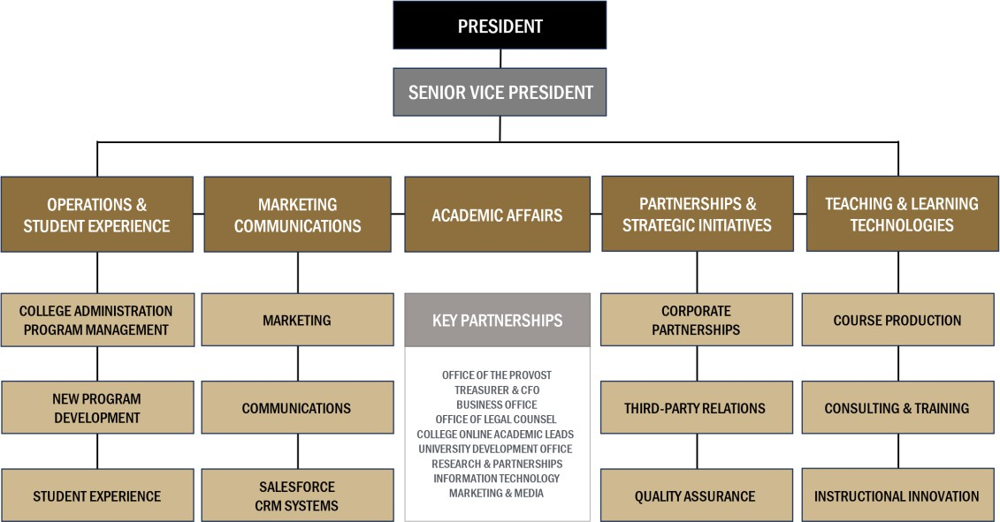 PRESIDENT
SENIOR VICE PRESIDENT
OPERATIONS &
STUDENT EXPERIENCE
MARKETING
COMMUNICATIONS
ACADEMIC AFFAIRS
PARTNERSHIPS &
STRATEGIC INITIATIVES
TEACHING & LEARNING
TECHNOLOGIES
COLLEGE ADMINISTRATION
PROGRAM MANAGEMENT
MARKETING
KEY PARTNERSHIPS
CORPORATE
PARTNERSHIPS
COURSE PRODUCTION
NEW PROGRAM
DEVELOPMENT
COMMUNICATIONS
OFFICE OF THE PROVOST
TREASURER & CFO
BUSINESS OFFICE
OFFICE OF LEGAL COUNSEL
COLLEGE ONLINE ACADEMIC LEADS
UNIVERSITY DEVELOPMENT OFFICE
RESEARCH & PARTNERSHIPS
INFORMATION TECHNOLOGY
MARKETING & MEDIA
THIRD-PARTY RELATIONS
CONSULTING & TRAINING
STUDENT EXPERIENCE
SALESFORCE
CRM SYSTEMS
QUALITY ASSURANCE
INSTRUCTIONAL INNOVATION